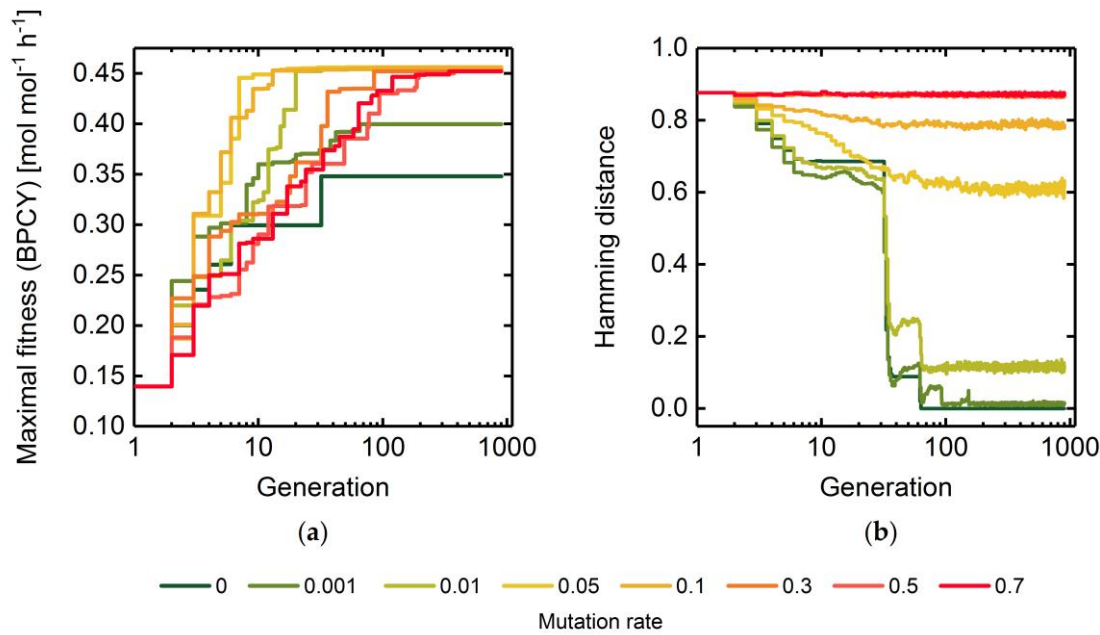 Maximal fitness (BPCY) [mol mol⁻¹ h⁻¹]
0.45
0.40
0.35
0.30
0.25
0.20
0.15
0.10
1 10 100 1000
Generation
(a)
Hamming distance
1.0
0.8
0.6
0.4
0.2
0.0
1 10 100 1000
Generation
(b)
0 0.001 0.01 0.05 0.1 0.3 0.5 0.7
Mutation rate